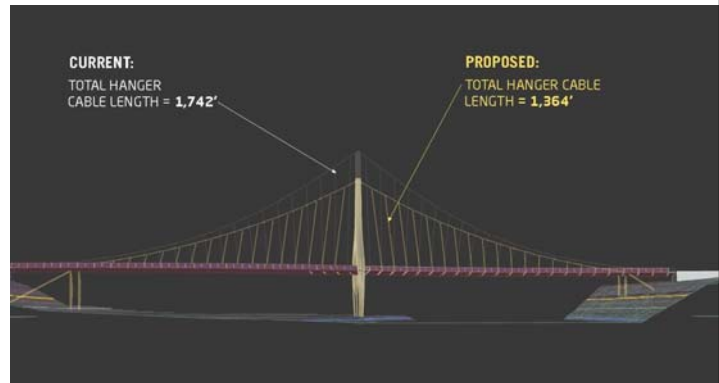 CURRENT:
TOTAL HANGER
CABLE LENGTH = 1,742′
PROPOSED:
TOTAL HANGER CABLE
LENGTH = 1,364′